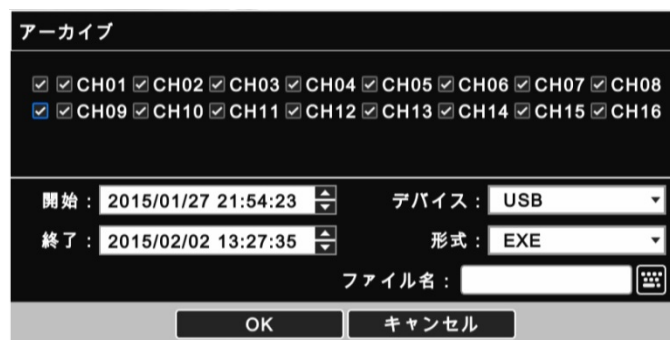 アーカイブ
CH01 CH02 CH03 CH04 CH05 CH06 CH07 CH08
CH09 CH10 CH11 CH12 CH13 CH14 CH15 CH16
開始 : 2015/01/27 21:54:23 デバイス : USB
終了 : 2015/02/02 13:27:35 形式 : EXE
ファイル名 :
OK キャンセル